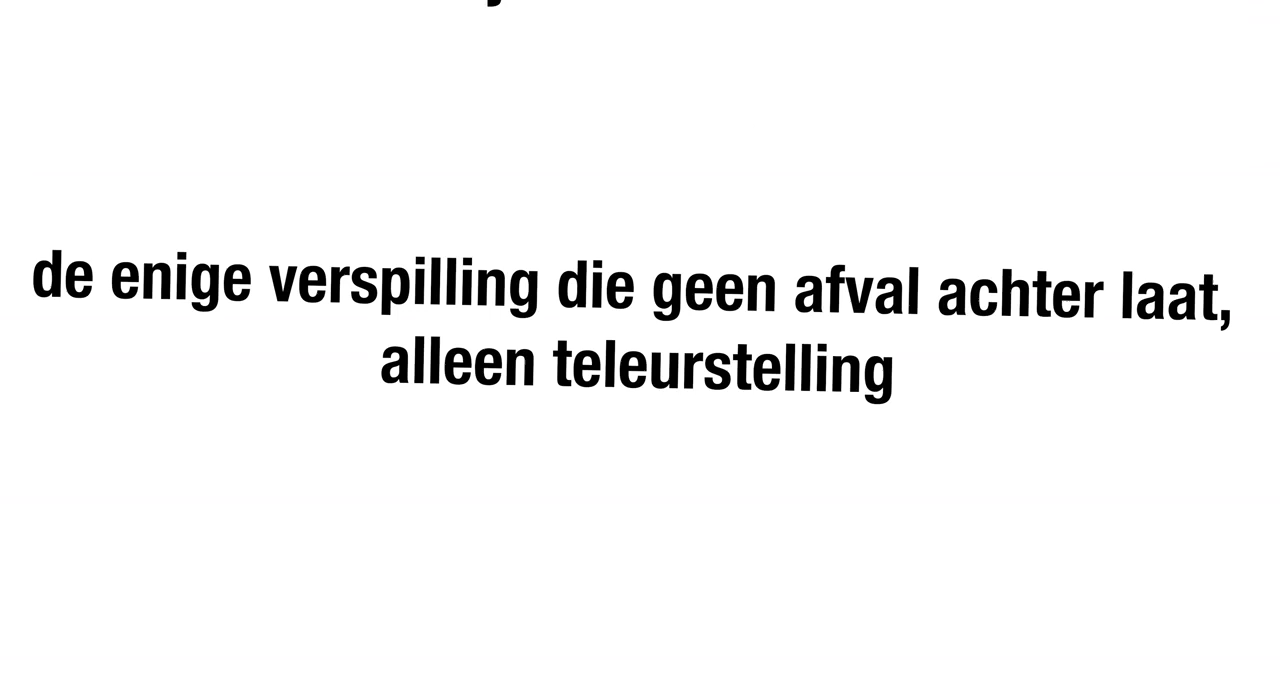 de enige verspilling die geen afval achter laat,
alleen teleurstelling